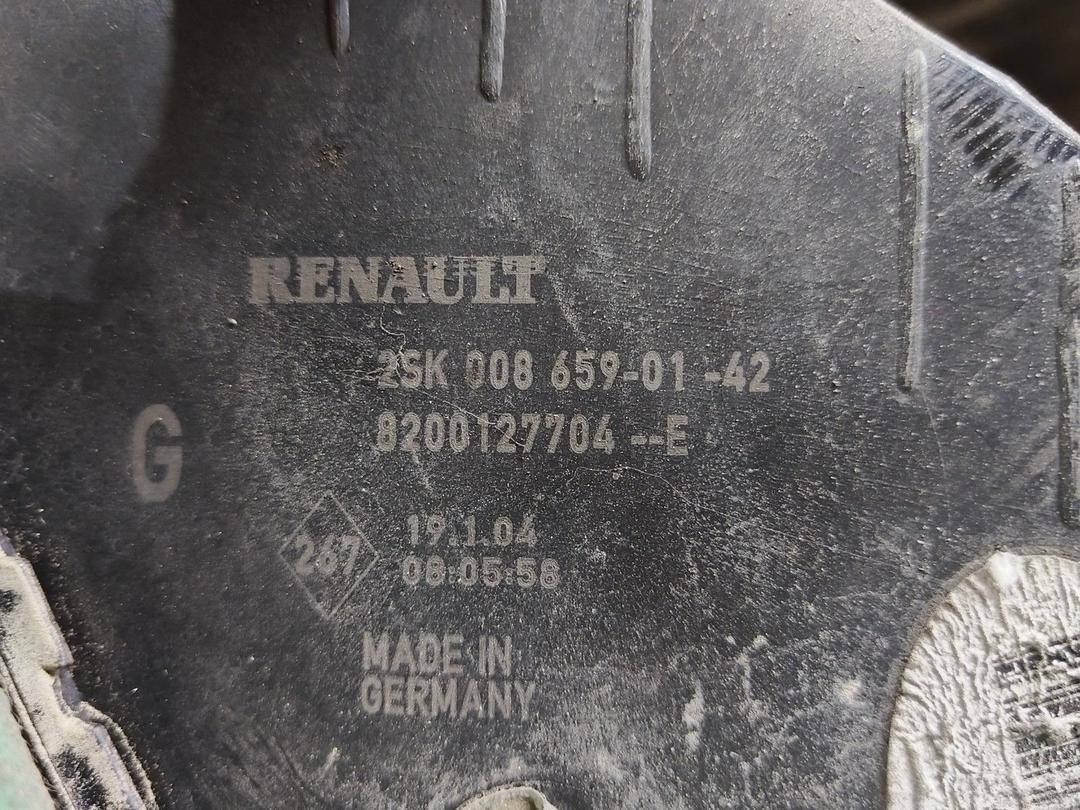 RENAULT
2SK 008 659-01 -42
8200127704 --E
G
19.1.04
267
08:05:58
MADE IN
GERMANY